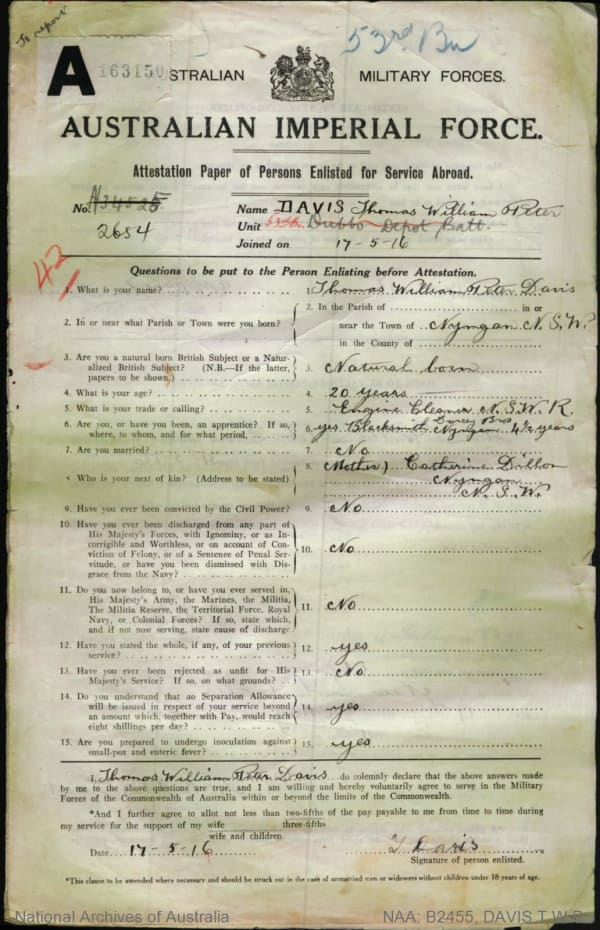 To report
53rd Bn
A 163150
STRALIAN MILITARY FORCES.
AUSTRALIAN IMPERIAL FORCE.
Attestation Paper of Persons Enlisted for Service Abroad.
No. N34525
2654
Name DAVIS Thomas William Peter
Unit Dubbo Depot Batt.
Joined on 17-5-16
42
Questions to be put to the Person Enlisting before Attestation.
1. What is your name? 1. Thomas William Peter Davis
2. In or near what Parish or Town were you born? 2. In the Parish of in or
near the Town of Nyngan N.S.W.
in the County of
3. Are you a natural born British Subject or a Natur-
alized British Subject? (N.B.—If the latter, 3. Natural born
papers to be shown.)
4. What is your age? 4. 20 years
5. What is your trade or calling? 5. Engine Cleaner N.S.W.R.
6. Are you, or have you been, an apprentice? If so, 6. yes Blacksmith Bros
where, to whom, and for what period, Nyngan 4½ years
7. Are you married? 7. No
8. Who is your next of kin? (Address to be stated) 8. (Mother) Catherine Dillon
Nyngan
N.S.W.
9. Have you ever been convicted by the Civil Power? 9. No
10. Have you ever been discharged from any part of
His Majesty's Forces, with Ignominy, or as In-
corrigible and Worthless, or on account of Con-
viction of Felony, or of a Sentence of Penal Ser-
vitude, or have you been dismissed with Dis-
grace from the Navy? 10. No
11. Do you now belong to, or have you ever served in,
His Majesty's Army, the Marines, the Militia,
The Militia Reserve, the Territorial Force, Royal
Navy, or Colonial Forces? If so, state which,
and if not now serving, state cause of discharge 11. No
12. Have you stated the whole, if any, of your previous
service? 12. yes
13. Have you ever been rejected as unfit for His
Majesty's Service? If so, on what grounds? 13. No
14. Do you understand that no Separation Allowance
will be issued in respect of your service beyond
an amount which, together with Pay, would reach
eight shillings per day? 14. yes
15. Are you prepared to undergo inoculation against
small-pox and enteric fever? 15. yes
I, Thomas William Peter Davis do solemnly declare that the above answers made
by me to the above questions are true, and I am willing and hereby voluntarily agree to serve in the Military
Forces of the Commonwealth of Australia within or beyond the limits of the Commonwealth.
*And I further agree to allot not less than two-fifths of the pay payable to me from time to time during
three-fifths
my service for the support of my wife
wife and children
Date 17-5-16 T Davis
Signature of person enlisted.
*This clause to be amended where necessary and should be struck out in the case of unmarried men or widowers without children under 18 years of age.
National Archives of Australia NAA: B2455, DAVIS T W P